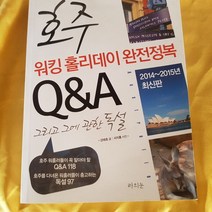 호주
워킹 홀리데이 완전정복
2014~2015년
최신판
Q&A
그리고 그에 관한 독설
호주 워홀러들이 꼭 알아야 할
Q&A 118
호주를 다녀온 워홀러들이 충고하는
독설 97